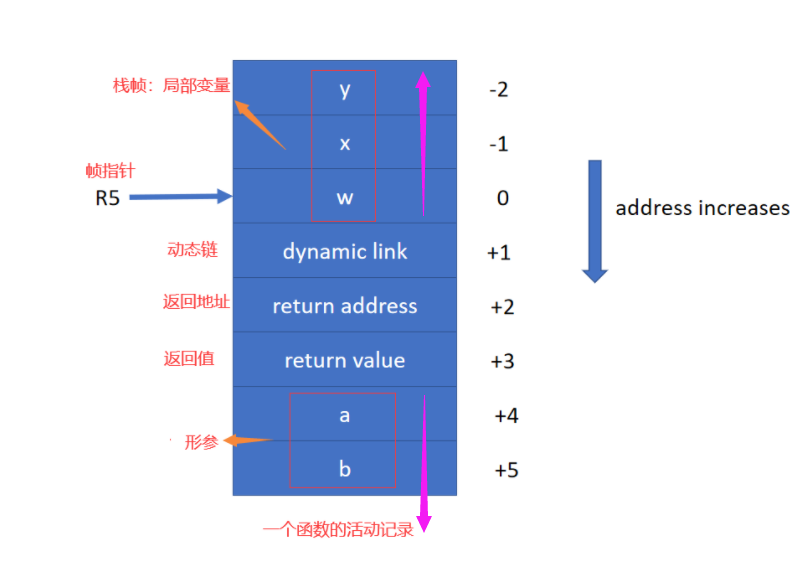 栈帧：局部变量
y
-2
x
-1
帧指针
R5
w
0
address increases
动态链
dynamic link
+1
返回地址
return address
+2
返回值
return value
+3
a
+4
形参
b
+5
一个函数的活动记录